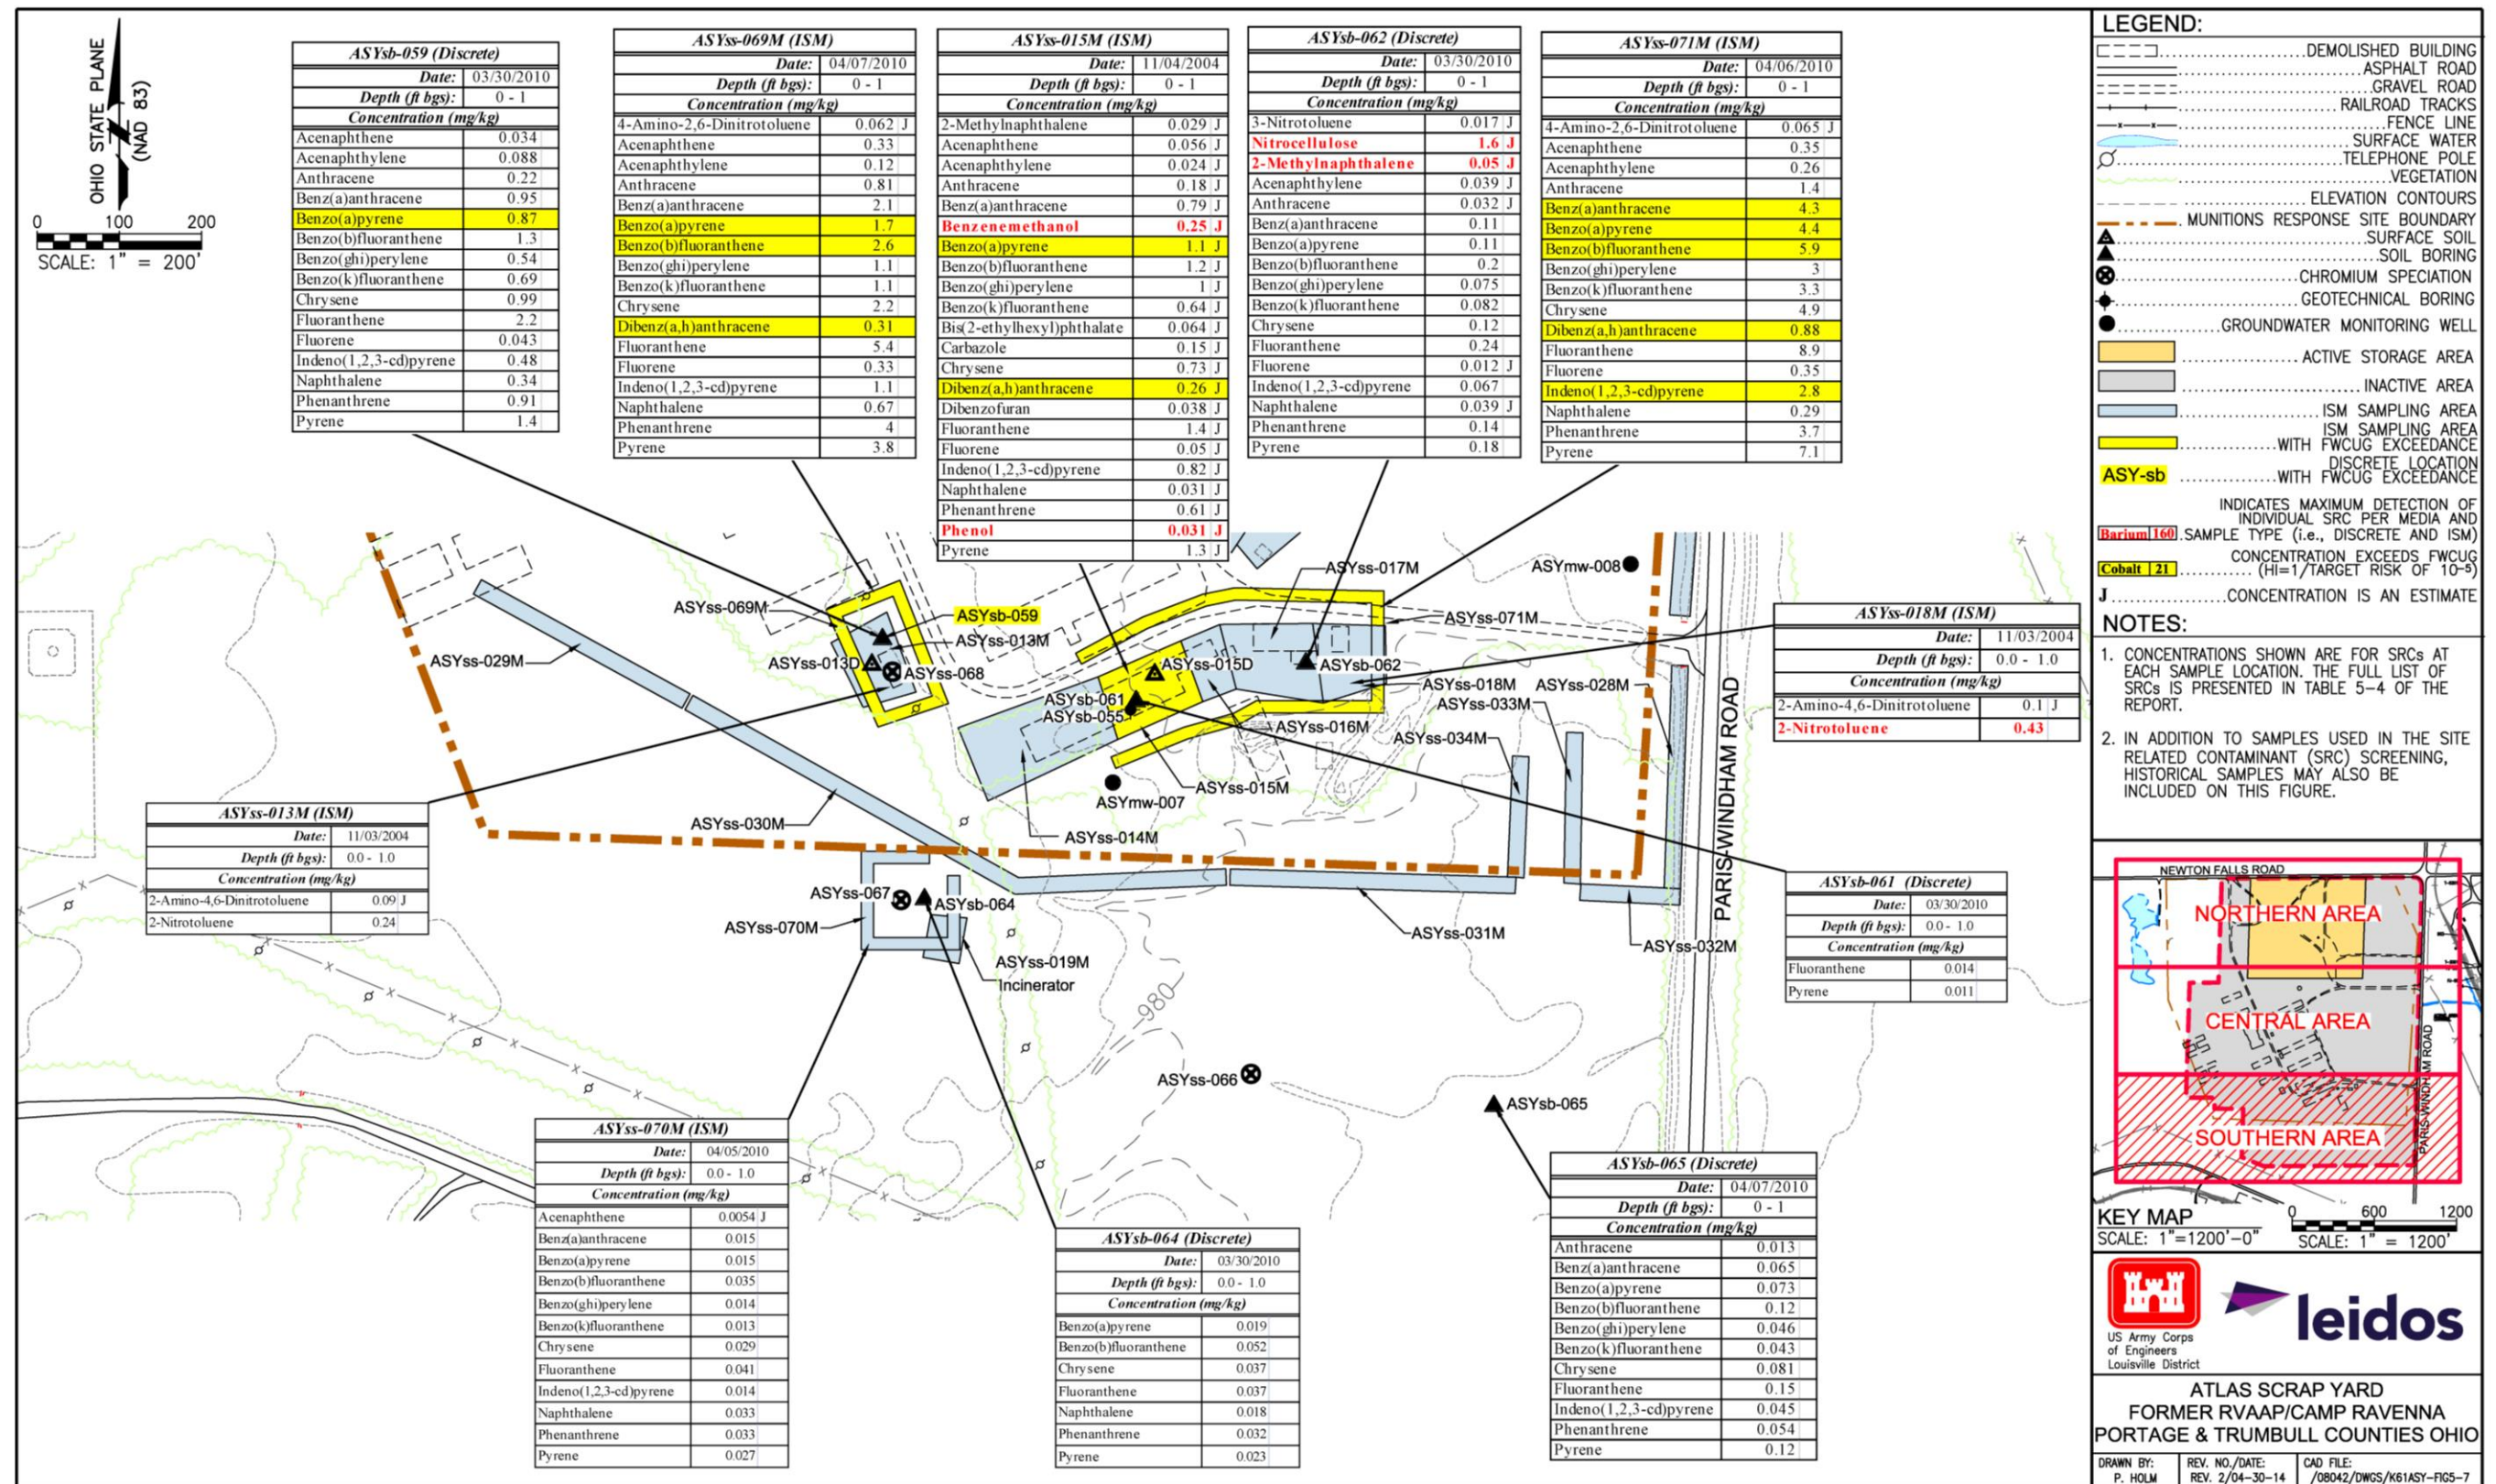 OHIO STATE PLANE
(NAD 83)
0 100 200
SCALE: 1" = 200'
ASYsb-059 (Discrete)
Date: 03/30/2010
Depth (ft bgs): 0 - 1
Concentration (mg/kg)
Acenaphthene 0.034
Acenaphthylene 0.088
Anthracene 0.22
Benz(a)anthracene 0.95
Benzo(a)pyrene 0.87
Benzo(b)fluoranthene 1.3
Benzo(ghi)perylene 0.54
Benzo(k)fluoranthene 0.69
Chrysene 0.99
Fluoranthene 2.2
Fluorene 0.043
Indeno(1,2,3-cd)pyrene 0.48
Naphthalene 0.34
Phenanthrene 0.91
Pyrene 1.4
ASYss-069M (ISM)
Date: 04/07/2010
Depth (ft bgs): 0 - 1
Concentration (mg/kg)
4-Amino-2,6-Dinitrotoluene 0.062 J
Acenaphthene 0.33
Acenaphthylene 0.12
Anthracene 0.81
Benz(a)anthracene 2.1
Benzo(a)pyrene 1.7
Benzo(b)fluoranthene 2.6
Benzo(ghi)perylene 1.1
Benzo(k)fluoranthene 1.1
Chrysene 2.2
Dibenz(a,h)anthracene 0.31
Fluoranthene 5.4
Fluorene 0.33
Indeno(1,2,3-cd)pyrene 1.1
Naphthalene 0.67
Phenanthrene 4
Pyrene 3.8
ASYss-015M (ISM)
Date: 11/04/2004
Depth (ft bgs): 0 - 1
Concentration (mg/kg)
2-Methylnaphthalene 0.029 J
Acenaphthene 0.056 J
Acenaphthylene 0.024 J
Anthracene 0.18 J
Benz(a)anthracene 0.79 J
Benzenemethanol 0.25 J
Benzo(a)pyrene 1.1 J
Benzo(b)fluoranthene 1.2 J
Benzo(ghi)perylene 1 J
Benzo(k)fluoranthene 0.64 J
Bis(2-ethylhexyl)phthalate 0.064 J
Carbazole 0.15 J
Chrysene 0.73 J
Dibenz(a,h)anthracene 0.26 J
Dibenzofuran 0.038 J
Fluoranthene 1.4 J
Fluorene 0.05 J
Indeno(1,2,3-cd)pyrene 0.82 J
Naphthalene 0.031 J
Phenanthrene 0.61 J
Phenol 0.031 J
Pyrene 1.3 J
ASYsb-062 (Discrete)
Date: 03/30/2010
Depth (ft bgs): 0 - 1
Concentration (mg/kg)
3-Nitrotoluene 0.017 J
Nitrocellulose 1.6 J
2-Methylnaphthalene 0.05 J
Acenaphthylene 0.039 J
Anthracene 0.032 J
Benz(a)anthracene 0.11
Benzo(a)pyrene 0.11
Benzo(b)fluoranthene 0.2
Benzo(ghi)perylene 0.075
Benzo(k)fluoranthene 0.082
Chrysene 0.12
Fluoranthene 0.24
Fluorene 0.012 J
Indeno(1,2,3-cd)pyrene 0.067
Naphthalene 0.039 J
Phenanthrene 0.14
Pyrene 0.18
ASYss-071M (ISM)
Date: 04/06/2010
Depth (ft bgs): 0 - 1
Concentration (mg/kg)
4-Amino-2,6-Dinitrotoluene 0.065 J
Acenaphthene 0.35
Acenaphthylene 0.26
Anthracene 1.4
Benz(a)anthracene 4.3
Benzo(a)pyrene 4.4
Benzo(b)fluoranthene 5.9
Benzo(ghi)perylene 3
Benzo(k)fluoranthene 3.3
Chrysene 4.9
Dibenz(a,h)anthracene 0.88
Fluoranthene 8.9
Fluorene 0.35
Indeno(1,2,3-cd)pyrene 2.8
Naphthalene 0.29
Phenanthrene 3.7
Pyrene 7.1
ASYss-017M
ASYmw-008
ASYss-069M
ASYsb-059
ASYss-071M
ASYss-013M
ASYss-029M
ASYss-013D
ASYss-068
ASYss-015D
ASYsb-062
ASYss-018M
ASYss-028M
ASYsb-061
ASYsb-055
ASYss-033M
ASYss-016M
ASYss-034M
ASYss-015M
ASYmw-007
ASYss-030M
ASYss-014M
PARIS-WINDHAM ROAD
ASYss-067
ASYsb-064
ASYss-070M
ASYss-031M
ASYss-032M
ASYss-019M
Incinerator
980
ASYss-066
ASYsb-065
ASYss-018M (ISM)
Date: 11/03/2004
Depth (ft bgs): 0.0 - 1.0
Concentration (mg/kg)
2-Amino-4,6-Dinitrotoluene 0.1 J
2-Nitrotoluene 0.43
ASYss-013M (ISM)
Date: 11/03/2004
Depth (ft bgs): 0.0 - 1.0
Concentration (mg/kg)
2-Amino-4,6-Dinitrotoluene 0.09 J
2-Nitrotoluene 0.24
ASYsb-061 (Discrete)
Date: 03/30/2010
Depth (ft bgs): 0.0 - 1.0
Concentration (mg/kg)
Fluoranthene 0.014
Pyrene 0.011
ASYss-070M (ISM)
Date: 04/05/2010
Depth (ft bgs): 0.0 - 1.0
Concentration (mg/kg)
Acenaphthene 0.0054 J
Benz(a)anthracene 0.015
Benzo(a)pyrene 0.015
Benzo(b)fluoranthene 0.035
Benzo(ghi)perylene 0.014
Benzo(k)fluoranthene 0.013
Chrysene 0.029
Fluoranthene 0.041
Indeno(1,2,3-cd)pyrene 0.014
Naphthalene 0.033
Phenanthrene 0.033
Pyrene 0.027
ASYsb-064 (Discrete)
Date: 03/30/2010
Depth (ft bgs): 0.0 - 1.0
Concentration (mg/kg)
Benzo(a)pyrene 0.019
Benzo(b)fluoranthene 0.052
Chrysene 0.037
Fluoranthene 0.037
Naphthalene 0.018
Phenanthrene 0.032
Pyrene 0.023
ASYsb-065 (Discrete)
Date: 04/07/2010
Depth (ft bgs): 0 - 1
Concentration (mg/kg)
Anthracene 0.013
Benz(a)anthracene 0.065
Benzo(a)pyrene 0.073
Benzo(b)fluoranthene 0.12
Benzo(ghi)perylene 0.046
Benzo(k)fluoranthene 0.043
Chrysene 0.081
Fluoranthene 0.15
Indeno(1,2,3-cd)pyrene 0.045
Phenanthrene 0.054
Pyrene 0.12
LEGEND:
DEMOLISHED BUILDING
ASPHALT ROAD
GRAVEL ROAD
RAILROAD TRACKS
FENCE LINE
SURFACE WATER
TELEPHONE POLE
VEGETATION
ELEVATION CONTOURS
MUNITIONS RESPONSE SITE BOUNDARY
SURFACE SOIL
SOIL BORING
CHROMIUM SPECIATION
GEOTECHNICAL BORING
GROUNDWATER MONITORING WELL
ACTIVE STORAGE AREA
INACTIVE AREA
ISM SAMPLING AREA
ISM SAMPLING AREA
WITH FWCUG EXCEEDANCE
DISCRETE LOCATION
ASY-sb WITH FWCUG EXCEEDANCE
INDICATES MAXIMUM DETECTION OF
INDIVIDUAL SRC PER MEDIA AND
Barium 160 SAMPLE TYPE (i.e., DISCRETE AND ISM)
CONCENTRATION EXCEEDS FWCUG
Cobalt 21 (HI=1/TARGET RISK OF 10-5)
J CONCENTRATION IS AN ESTIMATE
NOTES:
1. CONCENTRATIONS SHOWN ARE FOR SRCs AT
EACH SAMPLE LOCATION. THE FULL LIST OF
SRCs IS PRESENTED IN TABLE 5-4 OF THE
REPORT.
2. IN ADDITION TO SAMPLES USED IN THE SITE
RELATED CONTAMINANT (SRC) SCREENING,
HISTORICAL SAMPLES MAY ALSO BE
INCLUDED ON THIS FIGURE.
NEWTON FALLS ROAD
NORTHERN AREA
CENTRAL AREA
SOUTHERN AREA
PARIS-WINDHAM ROAD
PARIS-WINDHAM ROAD
KEY MAP
SCALE: 1"=1200'-0"
0 600 1200
SCALE: 1" = 1200'
US Army Corps
of Engineers
Louisville District
leidos
ATLAS SCRAP YARD
FORMER RVAAP/CAMP RAVENNA
PORTAGE & TRUMBULL COUNTIES OHIO
DRAWN BY:
P. HOLM
REV. NO./DATE:
REV. 2/04-30-14
CAD FILE:
/08042/DWGS/K61ASY-FIG5-7